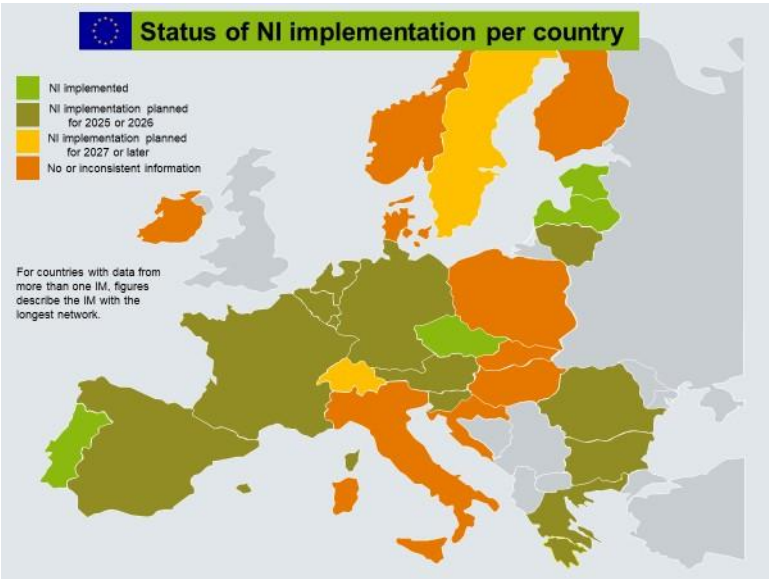 Status of NI implementation per country
NI implemented
NI implementation planned
for 2025 or 2026
NI implementation planned
for 2027 or later
No or inconsistent information
For countries with data from
more than one IM, figures
describe the IM with the
longest network.